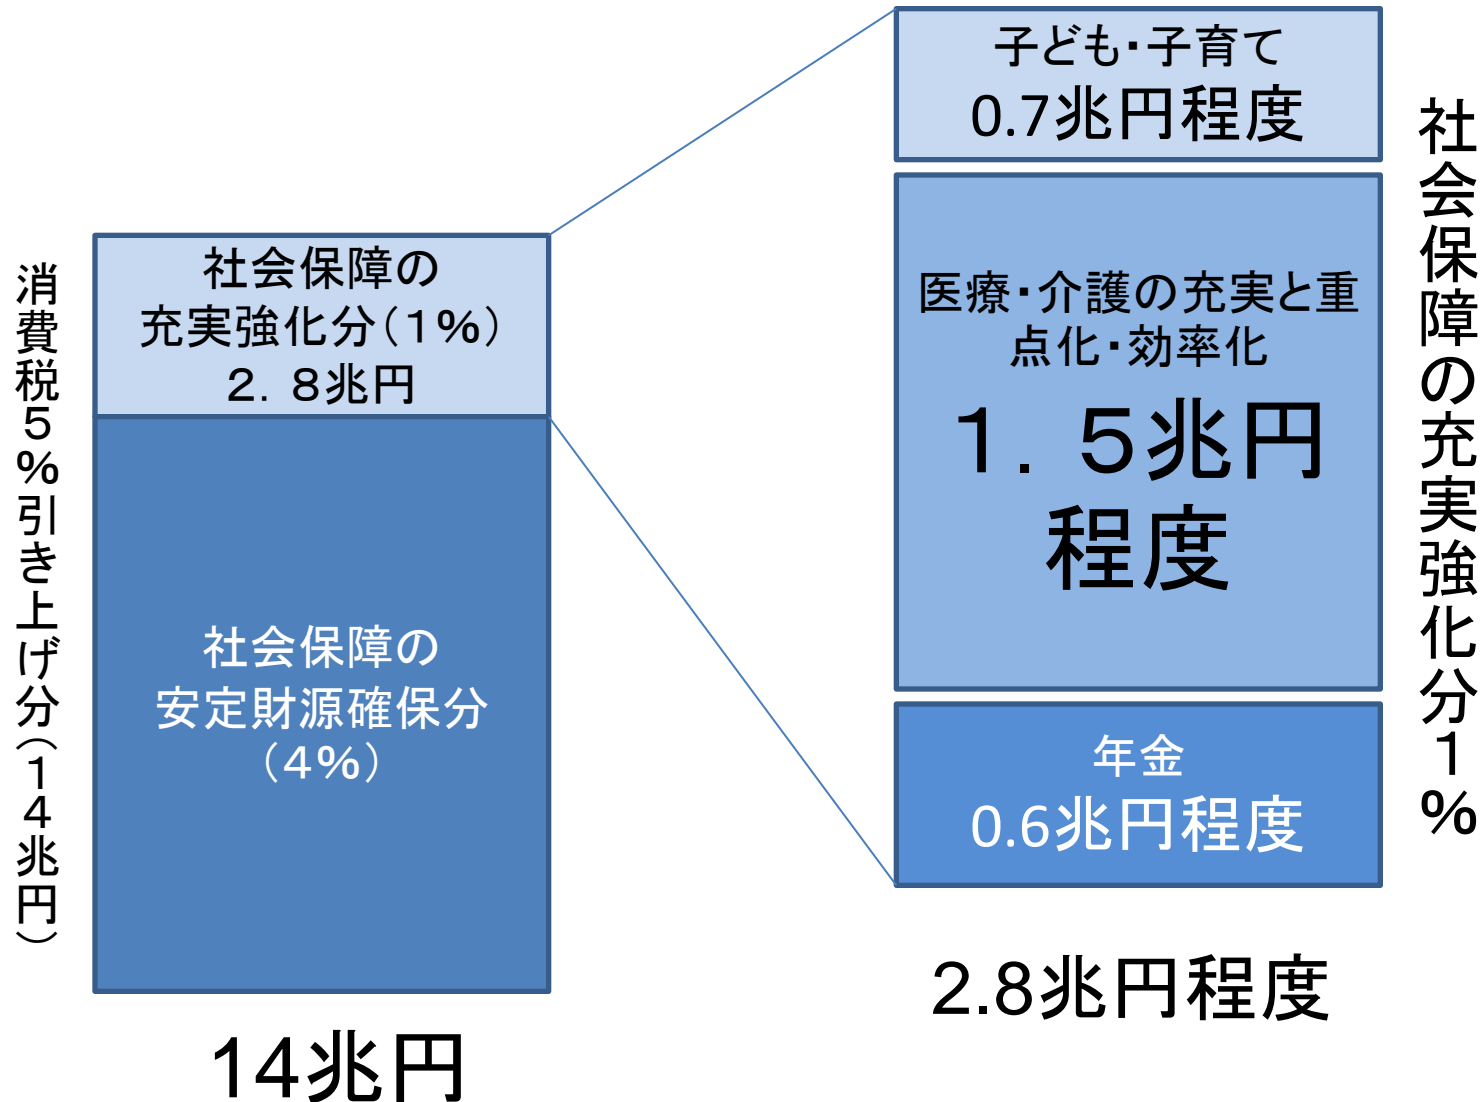 消費税５％引き上げ分（１４兆円）
社会保障の
充実強化分（１％）
２．８兆円
社会保障の
安定財源確保分
（４％）
14兆円
子ども・子育て
0.7兆円程度
医療・介護の充実と重
点化・効率化
１．５兆円
程度
年金
0.6兆円程度
2.8兆円程度
社会保障の充実強化分１％